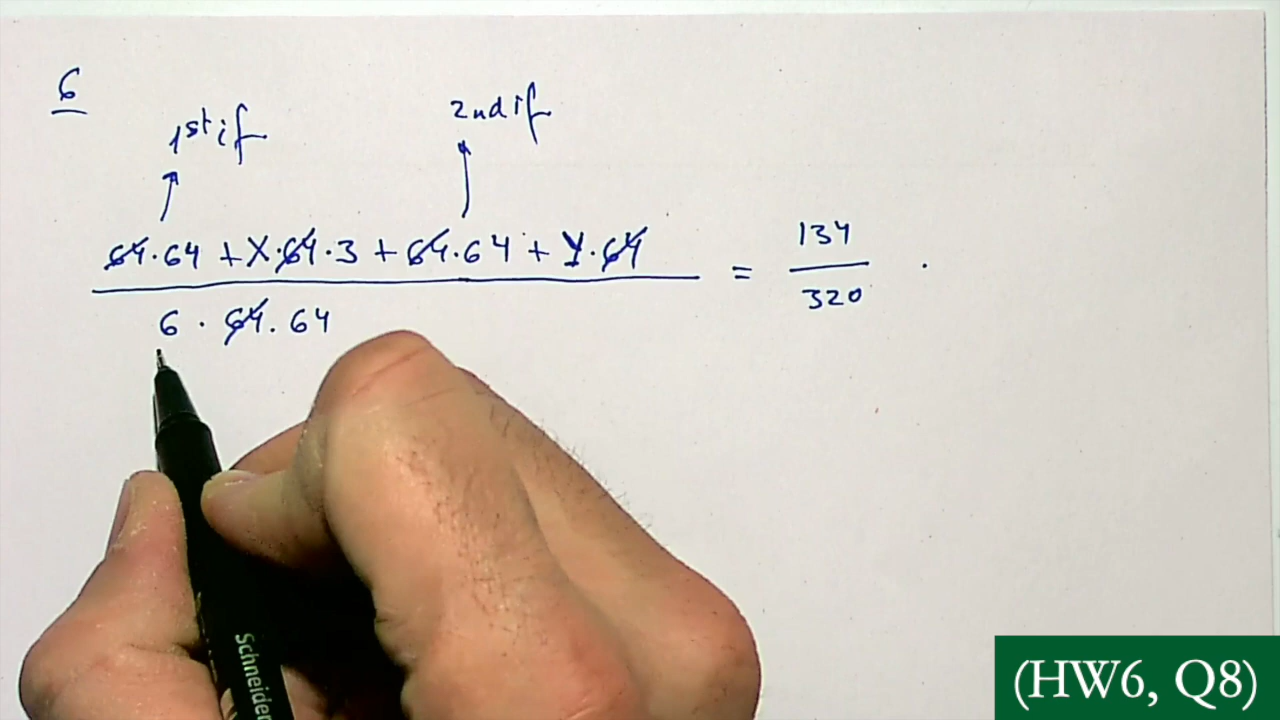 6
1st if
2nd if
64·64 + X·64·3 + 64·64 + Y·64
6 · 64. 64
=
134
320
.
Schneider
(HW6, Q8)